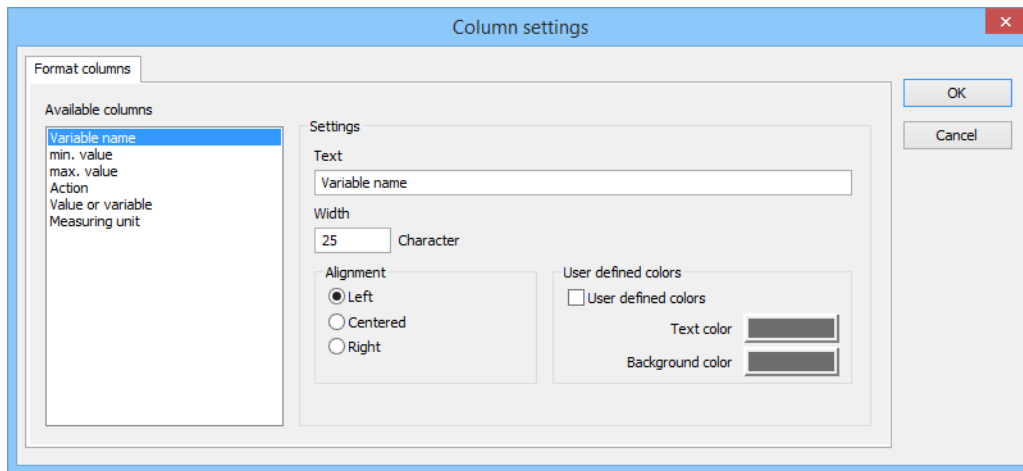 Column settings
Format columns
Available columns
Variable name
min. value
max. value
Action
Value or variable
Measuring unit
Settings
Text
Variable name
Width
25 Character
Alignment
Left
Centered
Right
User defined colors
User defined colors
Text color
Background color
OK
Cancel